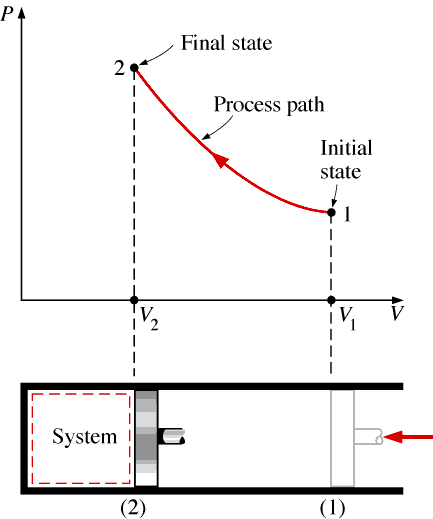 P
Final state
2
Process path
Initial
state
1
V2
V1
V
System
(2)
(1)